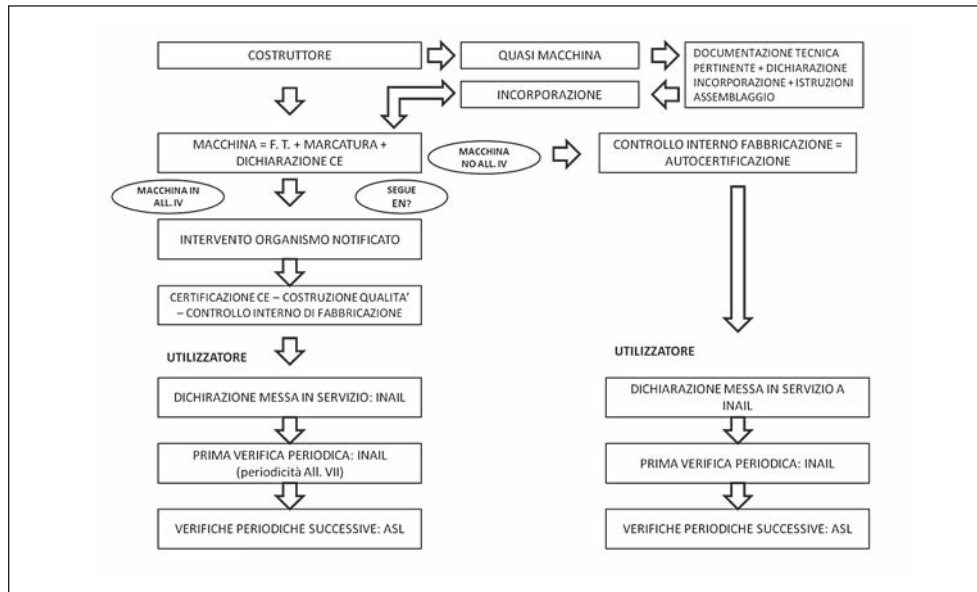 COSTRUTTORE
QUASI MACCHINA
DOCUMENTAZIONE TECNICA
PERTINENTE + DICHIARAZIONE
INCORPORAZIONE + ISTRUZIONI
ASSEMBLAGGIO
INCORPORAZIONE
MACCHINA = F. T. + MARCATURA +
DICHIARAZIONE CE
MACCHINA
NO ALL. IV
CONTROLLO INTERNO FABBRICAZIONE =
AUTOCERTIFICAZIONE
MACCHINA IN
ALL. IV
SEGUE
EN?
INTERVENTO ORGANISMO NOTIFICATO
CERTIFICAZIONE CE – COSTRUZIONE QUALITA'
– CONTROLLO INTERNO DI FABBRICAZIONE
UTILIZZATORE
DICHIRAZIONE MESSA IN SERVIZIO: INAIL
PRIMA VERIFICA PERIODICA: INAIL
(periodicità All. VII)
VERIFICHE PERIODICHE SUCCESSIVE: ASL
UTILIZZATORE
DICHIARAZIONE MESSA IN SERVIZIO A
INAIL
PRIMA VERIFICA PERIODICA: INAIL
VERIFICHE PERIODICHE SUCCESSIVE: ASL